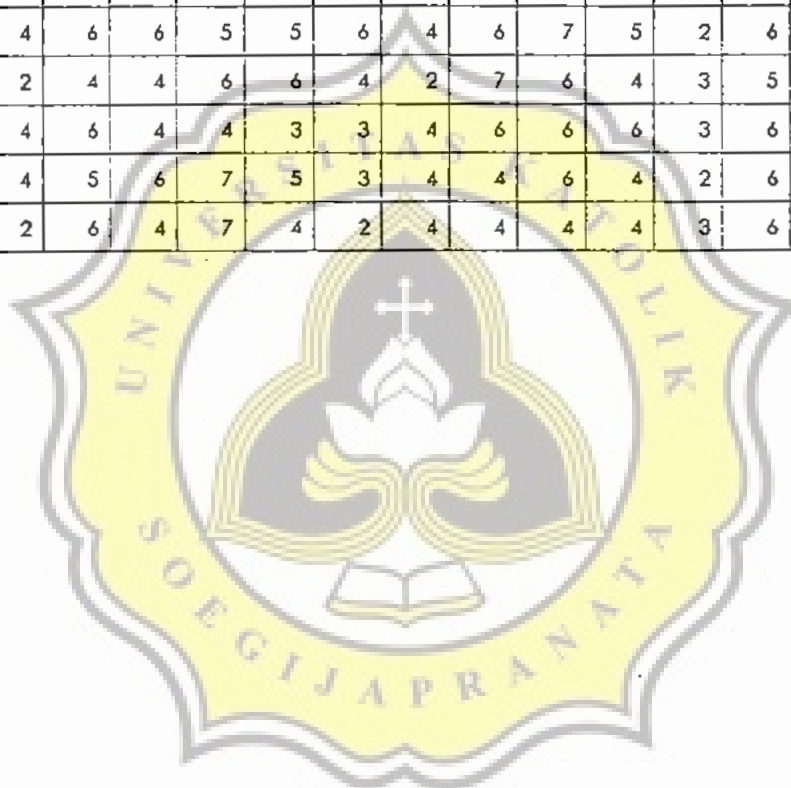 4 6 6 5 5 6 4 6 7 5 2 6
2 4 4 6 6 4 2 7 6 4 3 5
4 6 4 4 3 3 4 6 6 6 3 6
4 5 6 7 5 3 4 4 6 4 2 6
2 6 4 7 4 2 4 4 4 4 3 6
UNIVERSITAS KATOLIK
SOEGIJAPRANATA